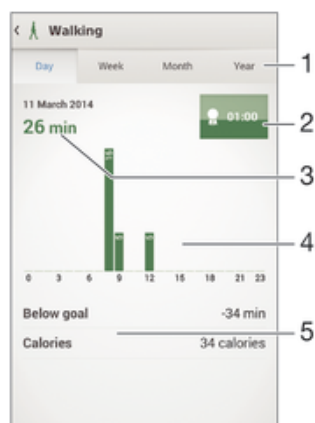 Walking
Day Week Month Year
1
11 March 2014
26 min
01:00
2
3
4
0 3 6 9 12 15 18 21 23
Below goal -34 min
5
Calories 34 calories